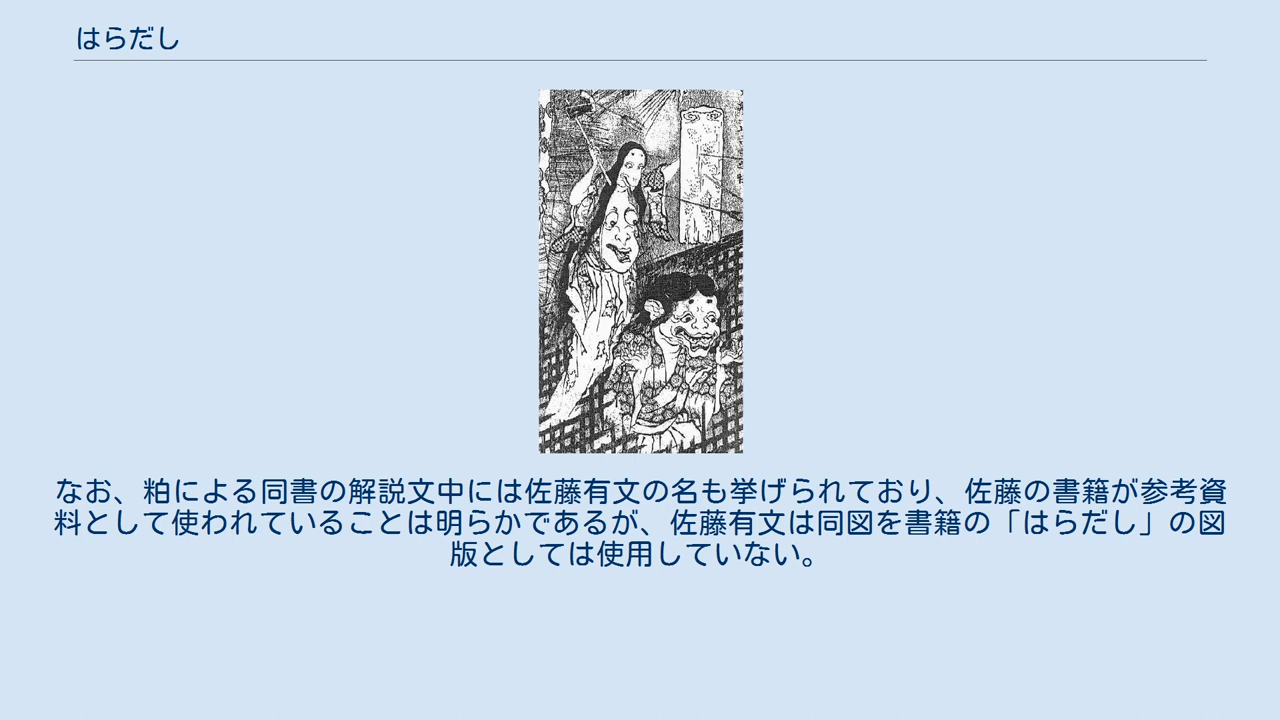 はらだし
なお、粕による同書の解説文中には佐藤有文の名も挙げられており、佐藤の書籍が参考資
料として使われていることは明らかであるが、佐藤有文は同図を書籍の「はらだし」の図
版としては使用していない。